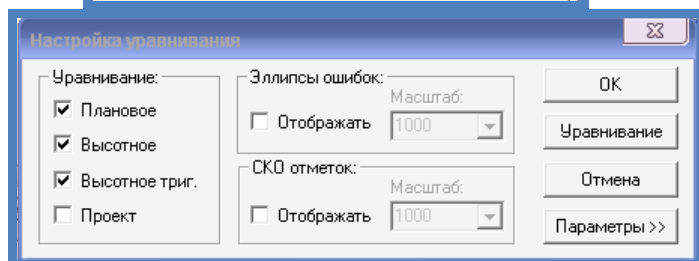 Настройка уравнивания
Уравнивание:
Плановое
Высотное
Высотное триг.
Проект
Эллипсы ошибок:
Масштаб:
Отображать 1000
СКО отметок:
Масштаб:
Отображать 1000
OK
Уравнивание
Отмена
Параметры >>